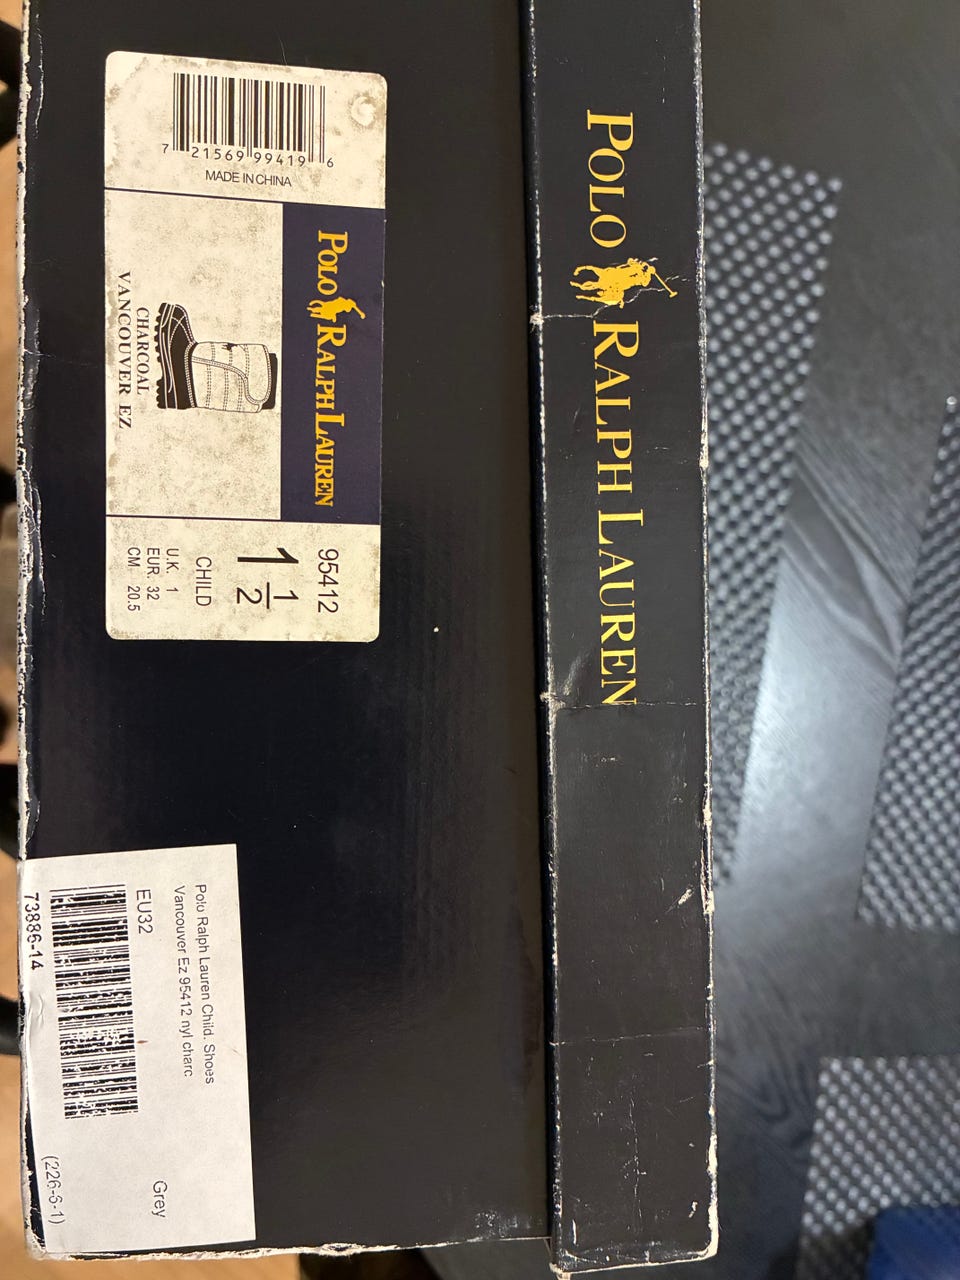 POLO RALPH LAUREN
7 21569 99419 6
MADE IN CHINA
POLO RALPH LAUREN
CHARCOAL
VANCOUVER EZ
95412
1 1/2
CHILD
U.K. 1
EUR. 32
CM 20.5
Polo Ralph Lauren Child. Shoes
Vancouver Ez 95412 nyl charc
EU32
Grey
73886-14
(226-6-1)